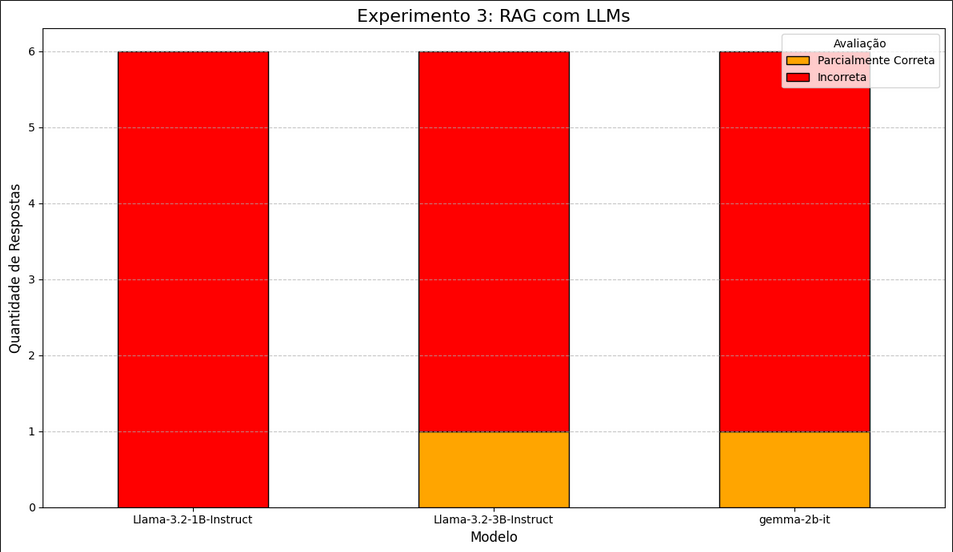 Experimento 3: RAG com LLMs
Avaliação
Parcialmente Correta
Incorreta
Quantidade de Respostas
6
5
4
3
2
1
0
Llama-3.2-1B-Instruct
Llama-3.2-3B-Instruct
gemma-2b-it
Modelo